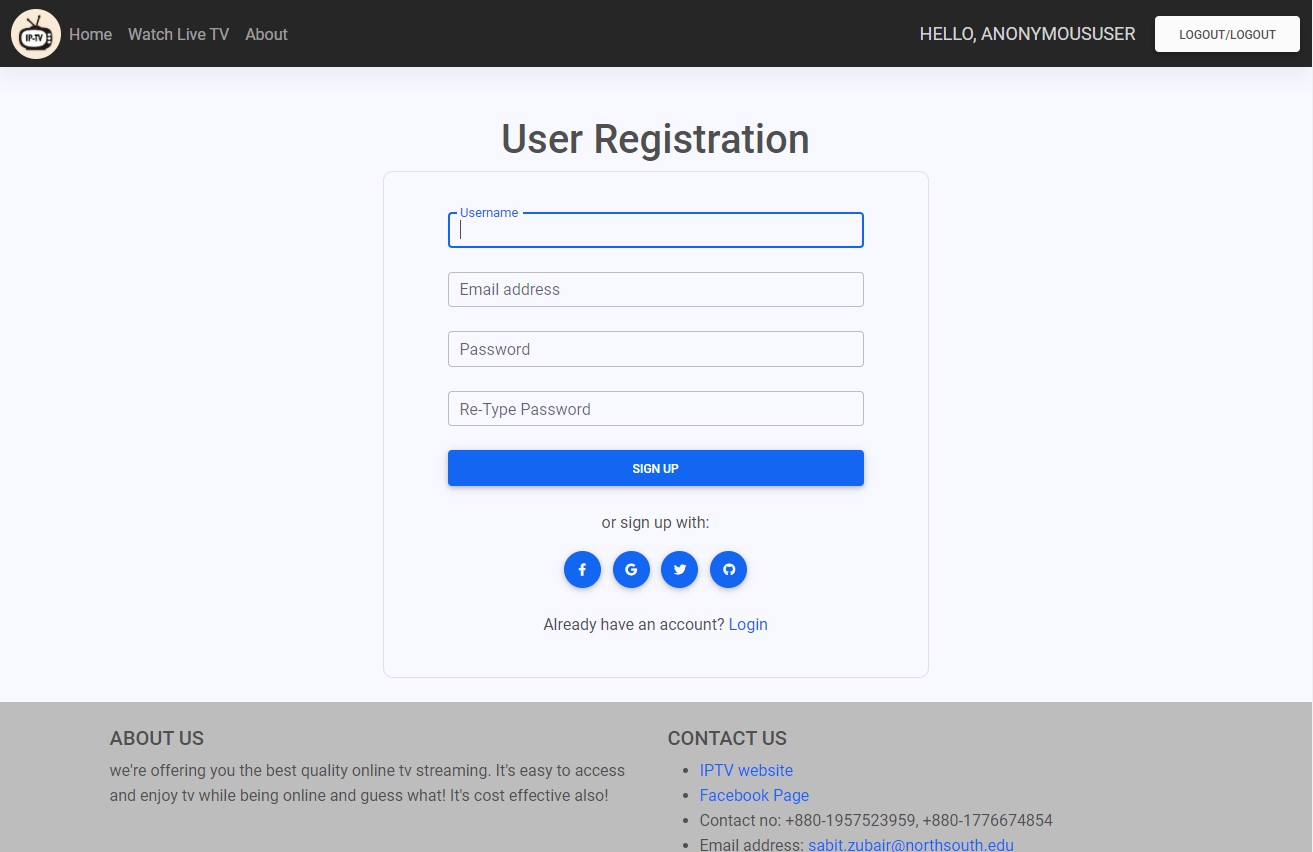 IP-TV Home Watch Live TV About HELLO, ANONYMOUSUSER LOGOUT/LOGOUT
User Registration
Username
Email address
Password
Re-Type Password
SIGN UP
or sign up with:
Already have an account? Login
ABOUT US
we're offering you the best quality online tv streaming. It's easy to access
and enjoy tv while being online and guess what! It's cost effective also!
CONTACT US
IPTV website
Facebook Page
Contact no: +880-1957523959, +880-1776674854
Email address: sabit.zubair@northsouth.edu